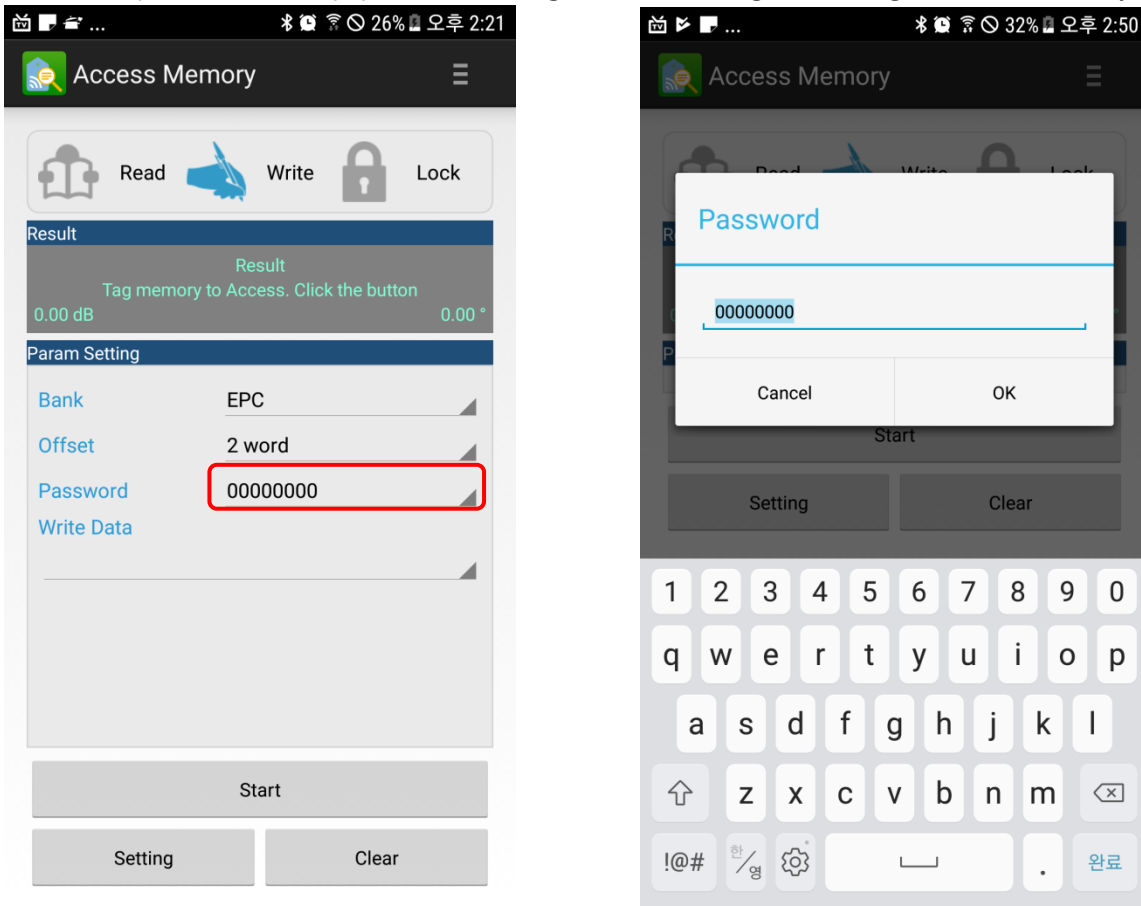 ... 26% 오후 2:21
Access Memory
Read Write Lock
Result
Result
Tag memory to Access. Click the button
0.00 dB 0.00 °
Param Setting
Bank EPC
Offset 2 word
Password 00000000
Write Data
Start
Setting Clear
... 32% 오후 2:50
Access Memory
Password
00000000
Cancel OK
Start
Setting Clear
1 2 3 4 5 6 7 8 9 0
q w e r t y u i o p
a s d f g h j k l
z x c v b n m
!@# 한/영 . 완료